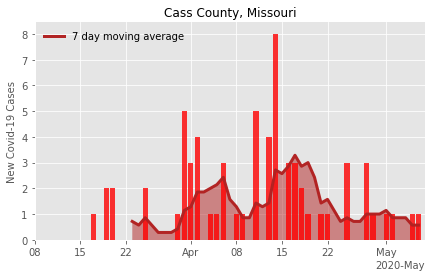 Cass County, Missouri
7 day moving average
New Covid-19 Cases
8
7
6
5
4
3
2
1
0
08 15 22 Apr 08 15 22 May
2020-May